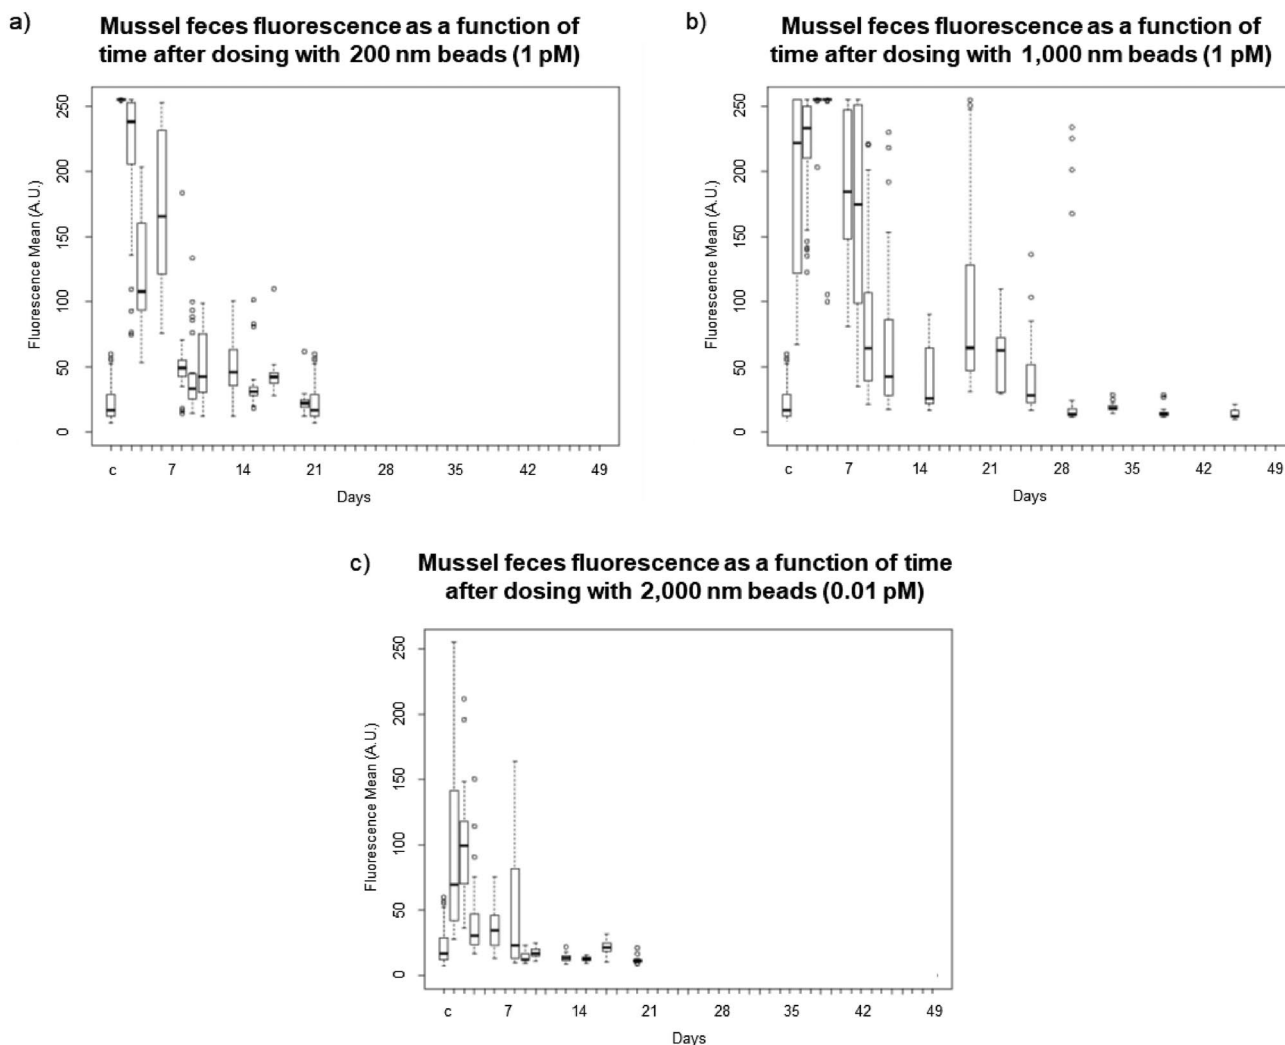 a)
Mussel feces fluorescence as a function of
time after dosing with 200 nm beads (1 pM)
Fluorescence Mean (A.U.)
250
200
150
100
50
0
c 7 14 21 28 35 42 49
Days
b)
Mussel feces fluorescence as a function of
time after dosing with 1,000 nm beads (1 pM)
Fluorescence Mean (A.U.)
250
200
150
100
50
0
c 7 14 21 28 35 42 49
Days
c)
Mussel feces fluorescence as a function of time
after dosing with 2,000 nm beads (0.01 pM)
Fluorescence Mean (A.U.)
250
200
150
100
50
0
c 7 14 21 28 35 42 49
Days